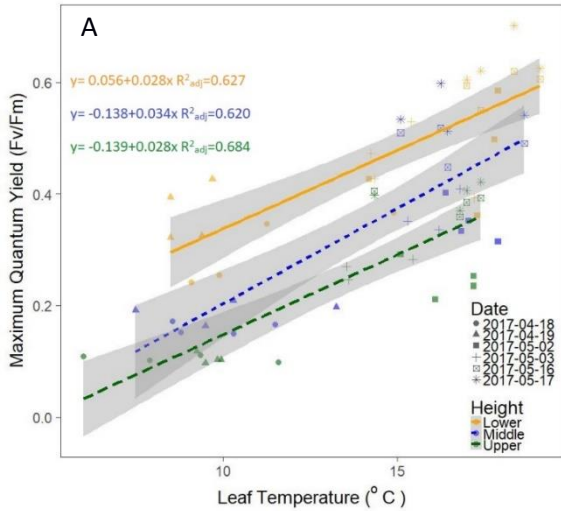 A
y= 0.056+0.028x R²adj=0.627
y= -0.138+0.034x R²adj=0.620
y= -0.139+0.028x R²adj=0.684
Maximum Quantum Yield (Fv/Fm)
0.6
0.4
0.2
0.0
Date
2017-04-18
2017-04-19
2017-05-02
2017-05-03
2017-05-16
2017-05-17
Height
Lower
Middle
Upper
10
15
Leaf Temperature (° C )